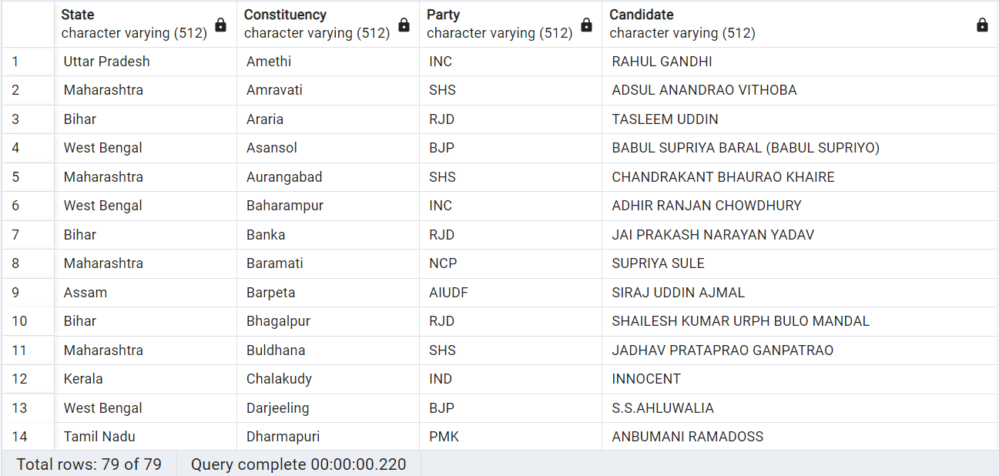 State Constituency Party Candidate
character varying (512) character varying (512) character varying (512) character varying (512)
1 Uttar Pradesh Amethi INC RAHUL GANDHI
2 Maharashtra Amravati SHS ADSUL ANANDRAO VITHOBA
3 Bihar Araria RJD TASLEEM UDDIN
4 West Bengal Asansol BJP BABUL SUPRIYA BARAL (BABUL SUPRIYO)
5 Maharashtra Aurangabad SHS CHANDRAKANT BHAURAO KHAIRE
6 West Bengal Baharampur INC ADHIR RANJAN CHOWDHURY
7 Bihar Banka RJD JAI PRAKASH NARAYAN YADAV
8 Maharashtra Baramati NCP SUPRIYA SULE
9 Assam Barpeta AIUDF SIRAJ UDDIN AJMAL
10 Bihar Bhagalpur RJD SHAILESH KUMAR URPH BULO MANDAL
11 Maharashtra Buldhana SHS JADHAV PRATAPRAO GANPATRAO
12 Kerala Chalakudy IND INNOCENT
13 West Bengal Darjeeling BJP S.S.AHLUWALIA
14 Tamil Nadu Dharmapuri PMK ANBUMANI RAMADOSS
Total rows: 79 of 79 Query complete 00:00:00.220